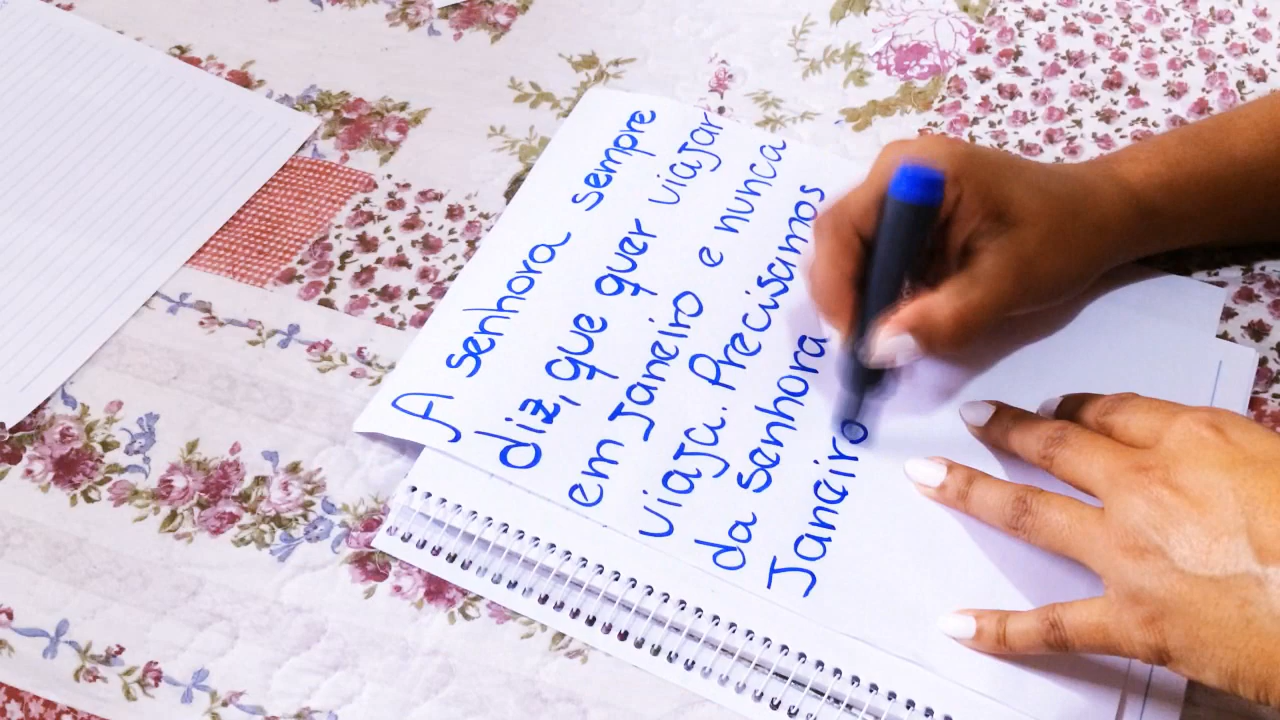 A senhora sempre
diz, que quer viajar
em Janeiro e nunca
viaja. Precisamos
da senhora
Janeiro